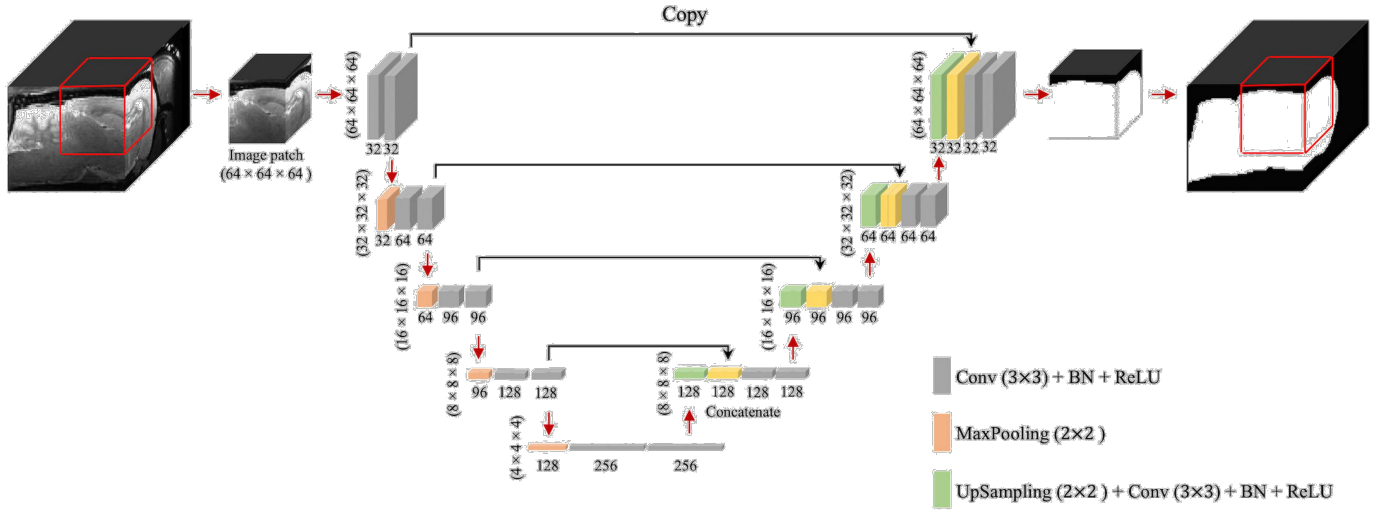 Copy
(64 × 64 × 64)
(64 × 64 × 64)
32 32
32 32 32 32
Image patch
(64 × 64 × 64 )
(32 × 32 × 32)
32 64 64
(32 × 32 × 32)
64 64 64 64
(16 × 16 × 16)
64 96 96
(16 × 16 × 16)
96 96 96 96
(8 × 8 × 8)
96 128 128
(8 × 8 × 8)
128 128 128 128
Concatenate
(4 × 4 × 4)
128 256 256
Conv (3×3) + BN + ReLU
MaxPooling (2×2 )
UpSampling (2×2 ) + Conv (3×3) + BN + ReLU